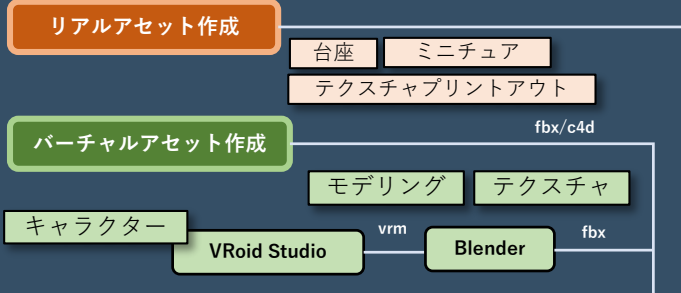 リアルアセット作成
台座
ミニチュア
テクスチャプリントアウト
fbx/c4d
バーチャルアセット作成
モデリング
テクスチャ
キャラクター
VRoid Studio
vrm
Blender
fbx